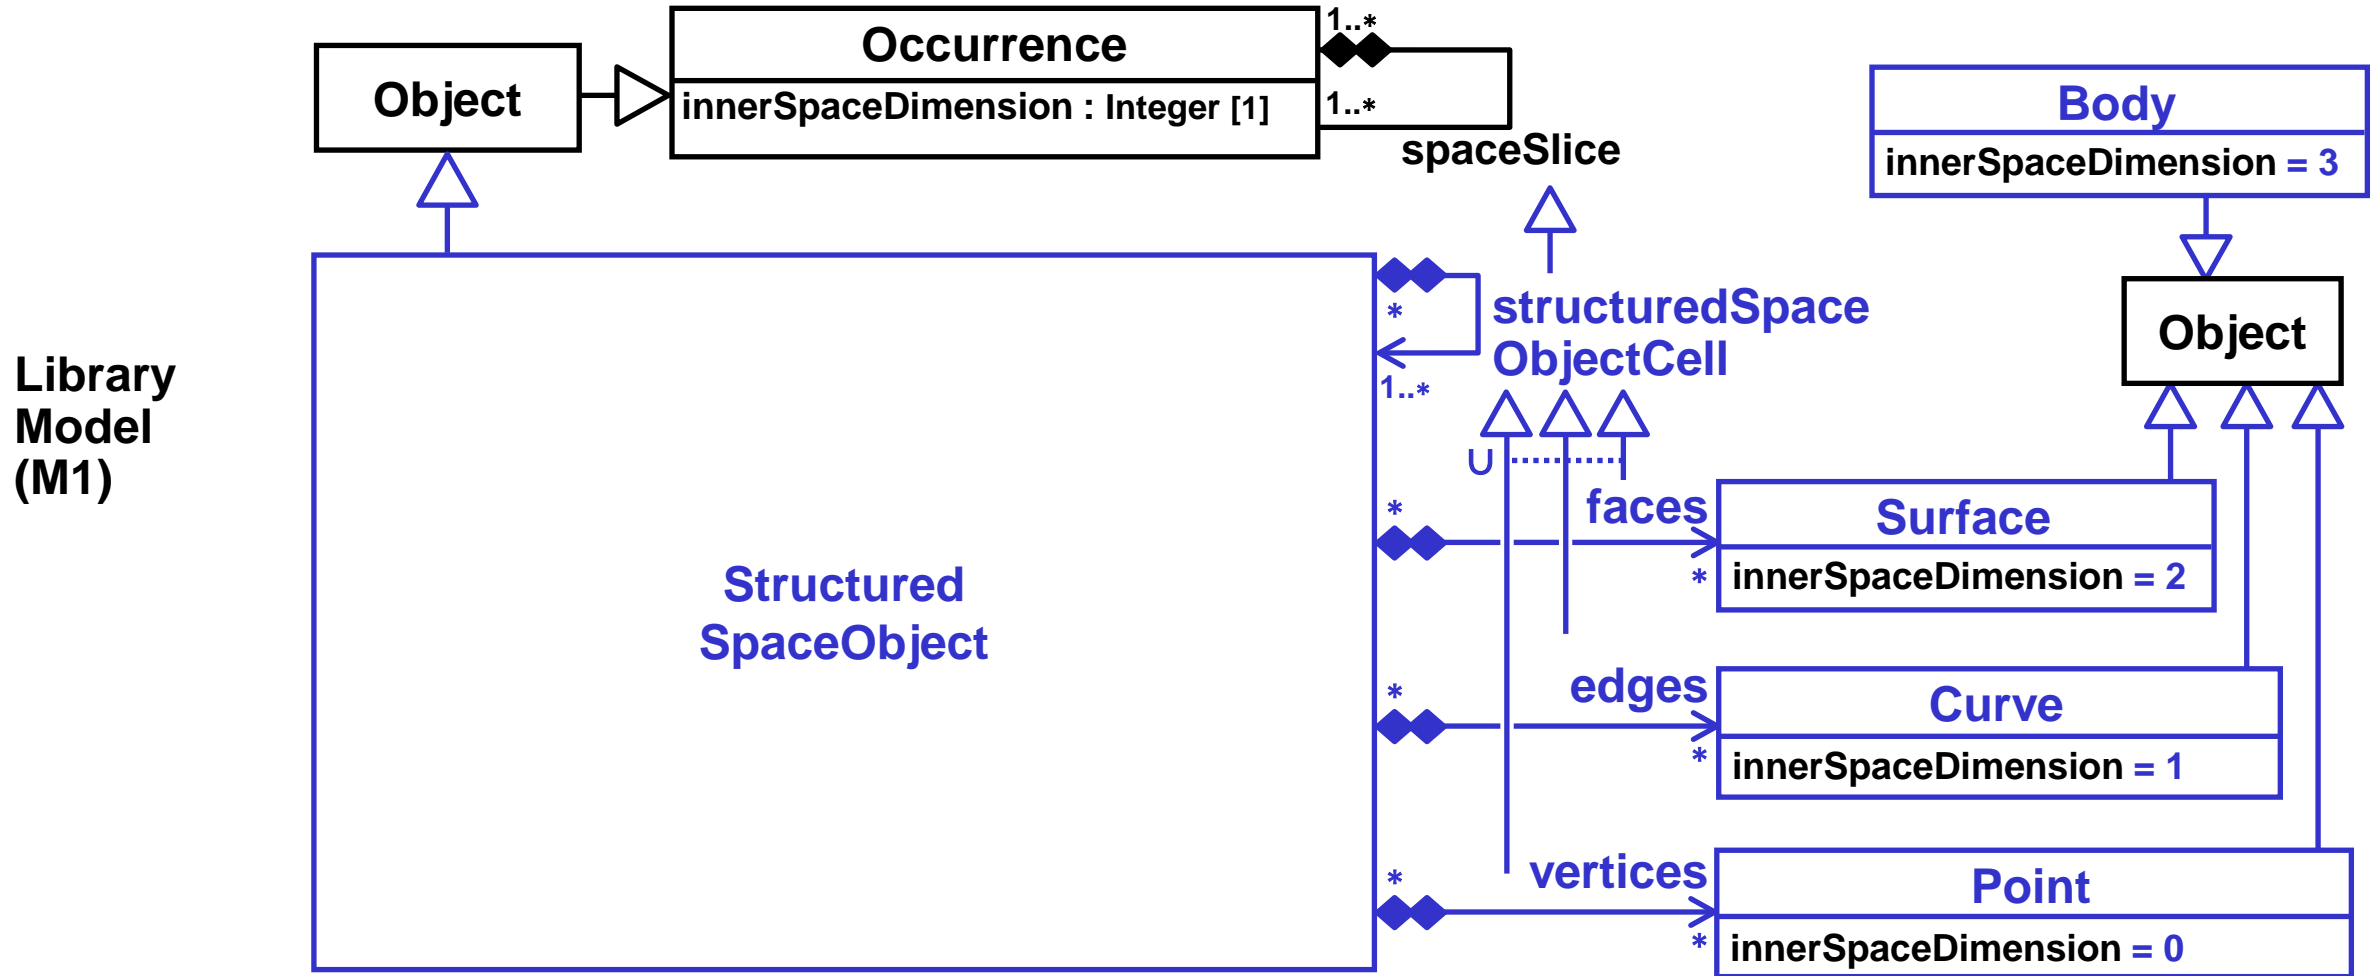 Object
Occurrence
innerSpaceDimension : Integer [1]
1..*
1..*
spaceSlice
Body
innerSpaceDimension = 3
Object
Library
Model
(M1)
Structured
SpaceObject
*
1..*
structuredSpace
ObjectCell
∪
*
faces
*
Surface
innerSpaceDimension = 2
*
edges
*
Curve
innerSpaceDimension = 1
*
vertices
*
Point
innerSpaceDimension = 0